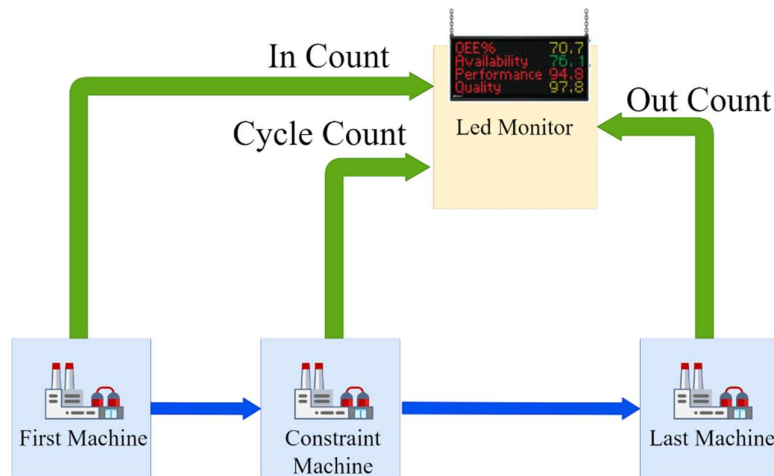 In Count
OEE% 70.7
Availability 76.1
Performance 94.8
Quality 97.8
Out Count
Cycle Count
Led Monitor
First Machine
Constraint
Machine
Last Machine